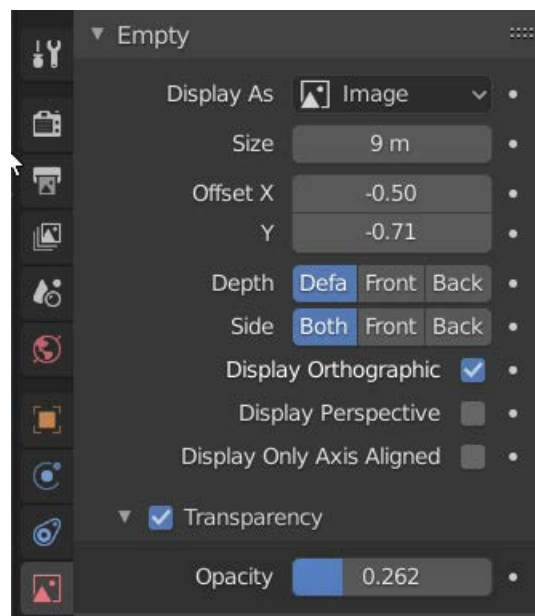 Empty
Display As Image
Size 9 m
Offset X -0.50
Y -0.71
Depth Defa Front Back
Side Both Front Back
Display Orthographic
Display Perspective
Display Only Axis Aligned
Transparency
Opacity 0.262